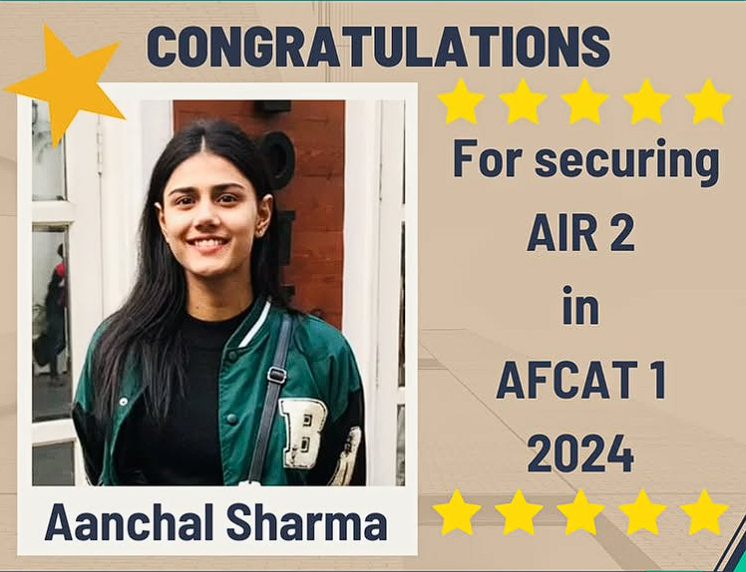 CONGRATULATIONS
For securing
AIR 2
in
AFCAT 1
2024
B
Aanchal Sharma